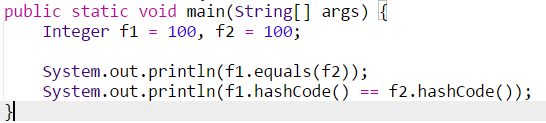 public static void main(String[] args) {
    Integer f1 = 100, f2 = 100;
    System.out.println(f1.equals(f2));
    System.out.println(f1.hashCode() == f2.hashCode());
}